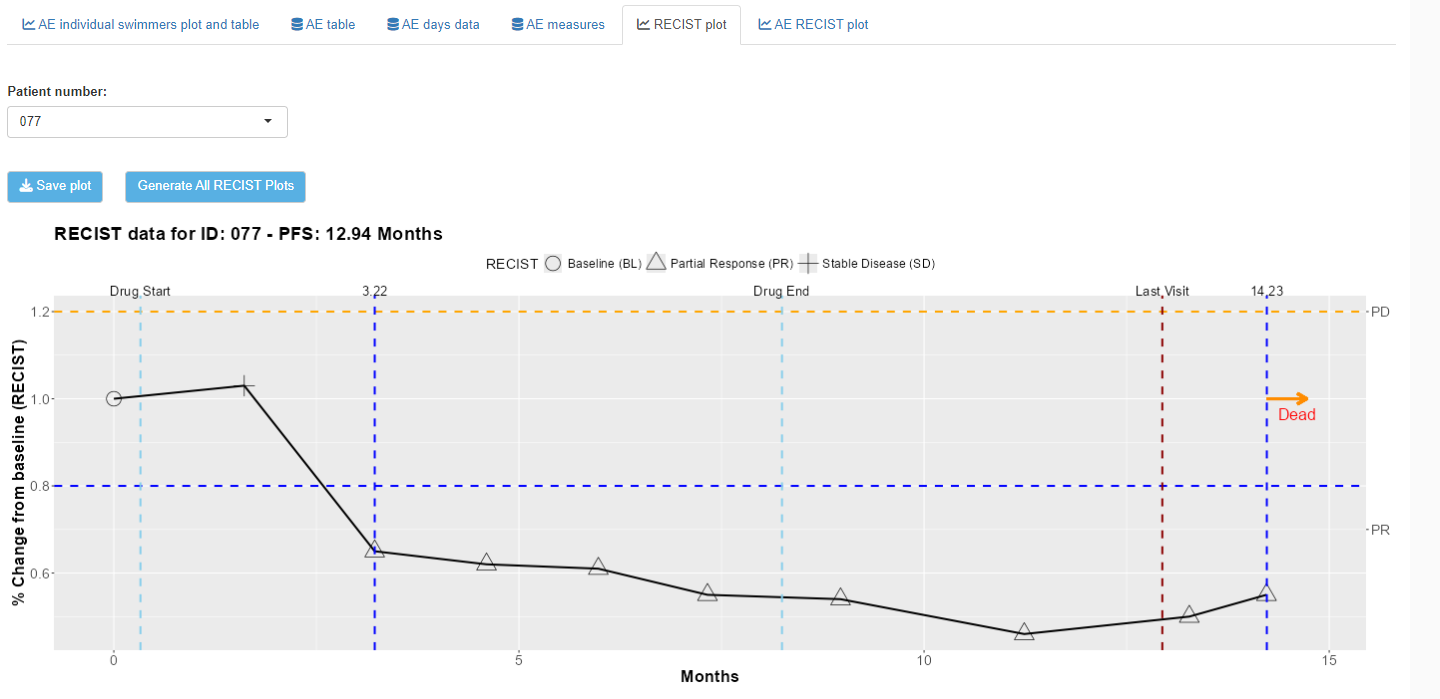 AE individual swimmers plot and table AE table AE days data AE measures RECIST plot AE RECIST plot
Patient number:
077
Save plot Generate All RECIST Plots
RECIST data for ID: 077 - PFS: 12.94 Months
RECIST Baseline (BL) Partial Response (PR) Stable Disease (SD)
Drug Start 3.22 Drug End Last Visit 14.23
1.2 PD
1.0
Dead
0.8
PR
0.6
% Change from baseline (RECIST)
0 5 10 15
Months